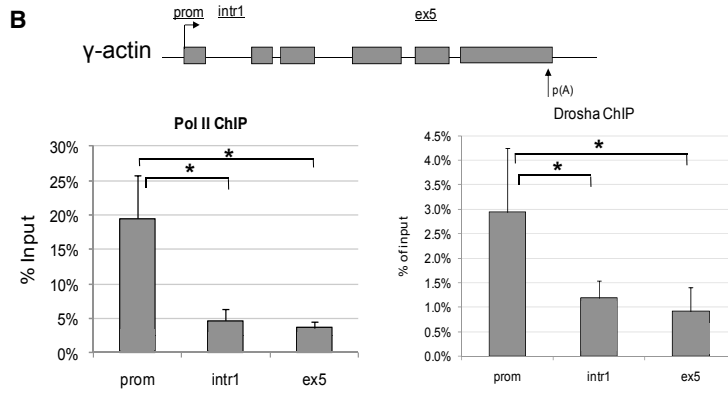 B
prom intr1 ex5
γ-actin
p(A)
Pol II ChIP
% Input
30%
25%
20%
15%
10%
5%
0%
*
*
prom intr1 ex5
Drosha ChIP
% of input
4.5%
4.0%
3.5%
3.0%
2.5%
2.0%
1.5%
1.0%
0.5%
0.0%
*
*
prom intr1 ex5